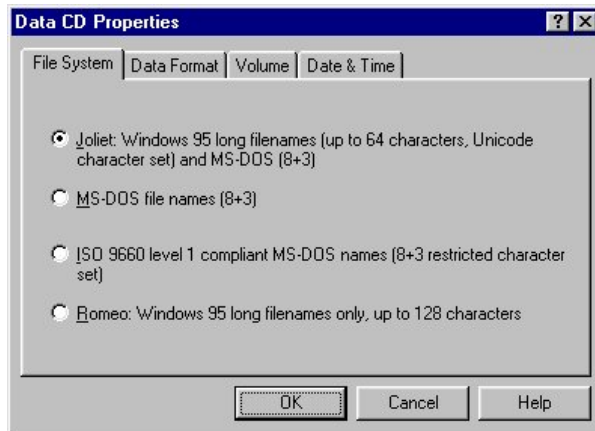 Data CD Properties
File System Data Format Volume Date & Time
Joliet: Windows 95 long filenames (up to 64 characters, Unicode
character set) and MS-DOS (8+3)
MS-DOS file names (8+3)
ISO 9660 level 1 compliant MS-DOS names (8+3 restricted character
set)
Romeo: Windows 95 long filenames only, up to 128 characters
OK Cancel Help